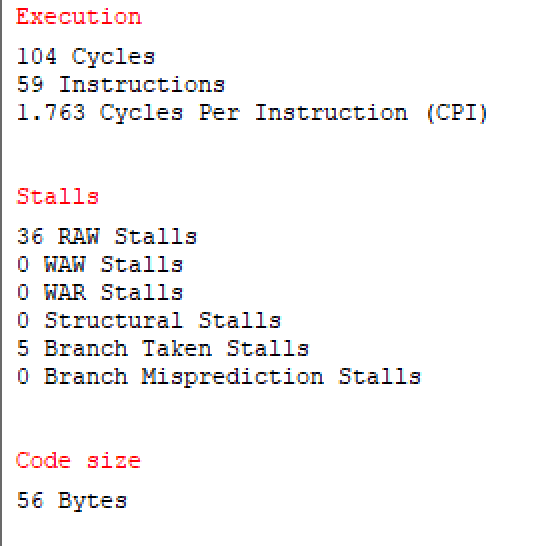 Execution
104 Cycles
59 Instructions
1.763 Cycles Per Instruction (CPI)
Stalls
36 RAW Stalls
0 WAW Stalls
0 WAR Stalls
0 Structural Stalls
5 Branch Taken Stalls
0 Branch Misprediction Stalls
Code size
56 Bytes